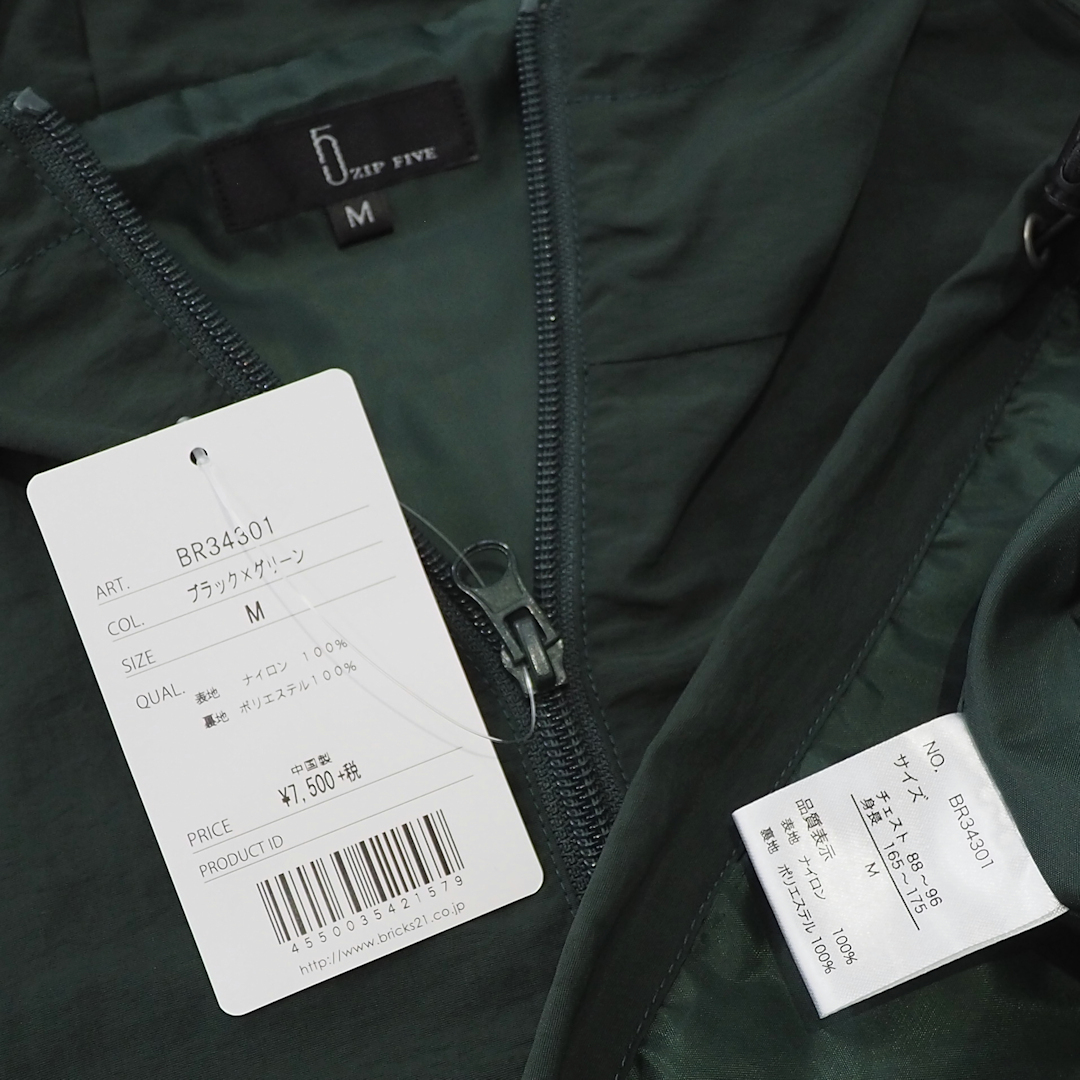 5 ZIP FIVE
M
ART. BR34301
COL. ブラック×グリーン
SIZE M
QUAL. 表地 ナイロン 100%
裏地 ポリエステル100%
中国製
PRICE ¥7,500+税
PRODUCT ID
4550035421579
http://www.bricks21.co.jp
NO. BR34301
サイズ
チェスト 88～96
身長 165～175
M
品質表示
表地 ナイロン 100%
裏地 ポリエステル 100%